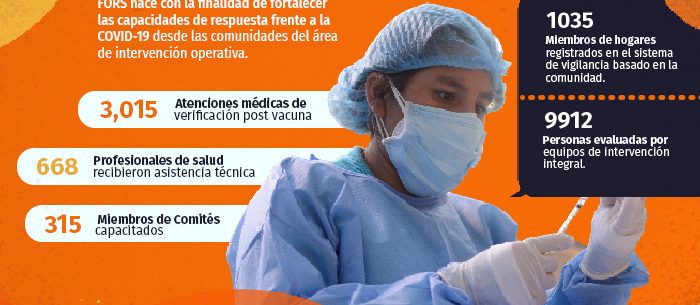 FORS nace con la finalidad de fortalecer
las capacidades de respuesta frente a la
COVID-19 desde las comunidades del área
de intervención operativa.
3,015
Atenciones médicas de
verificación post vacuna
668
Profesionales de salud
recibieron asistencia técnica
315
Miembros de Comités
capacitados
1035
Miembros de hogares
registrados en el sistema
de vigilancia basado en la
comunidad.
9912
Personas evaluadas por
equipos de intervención
integral.